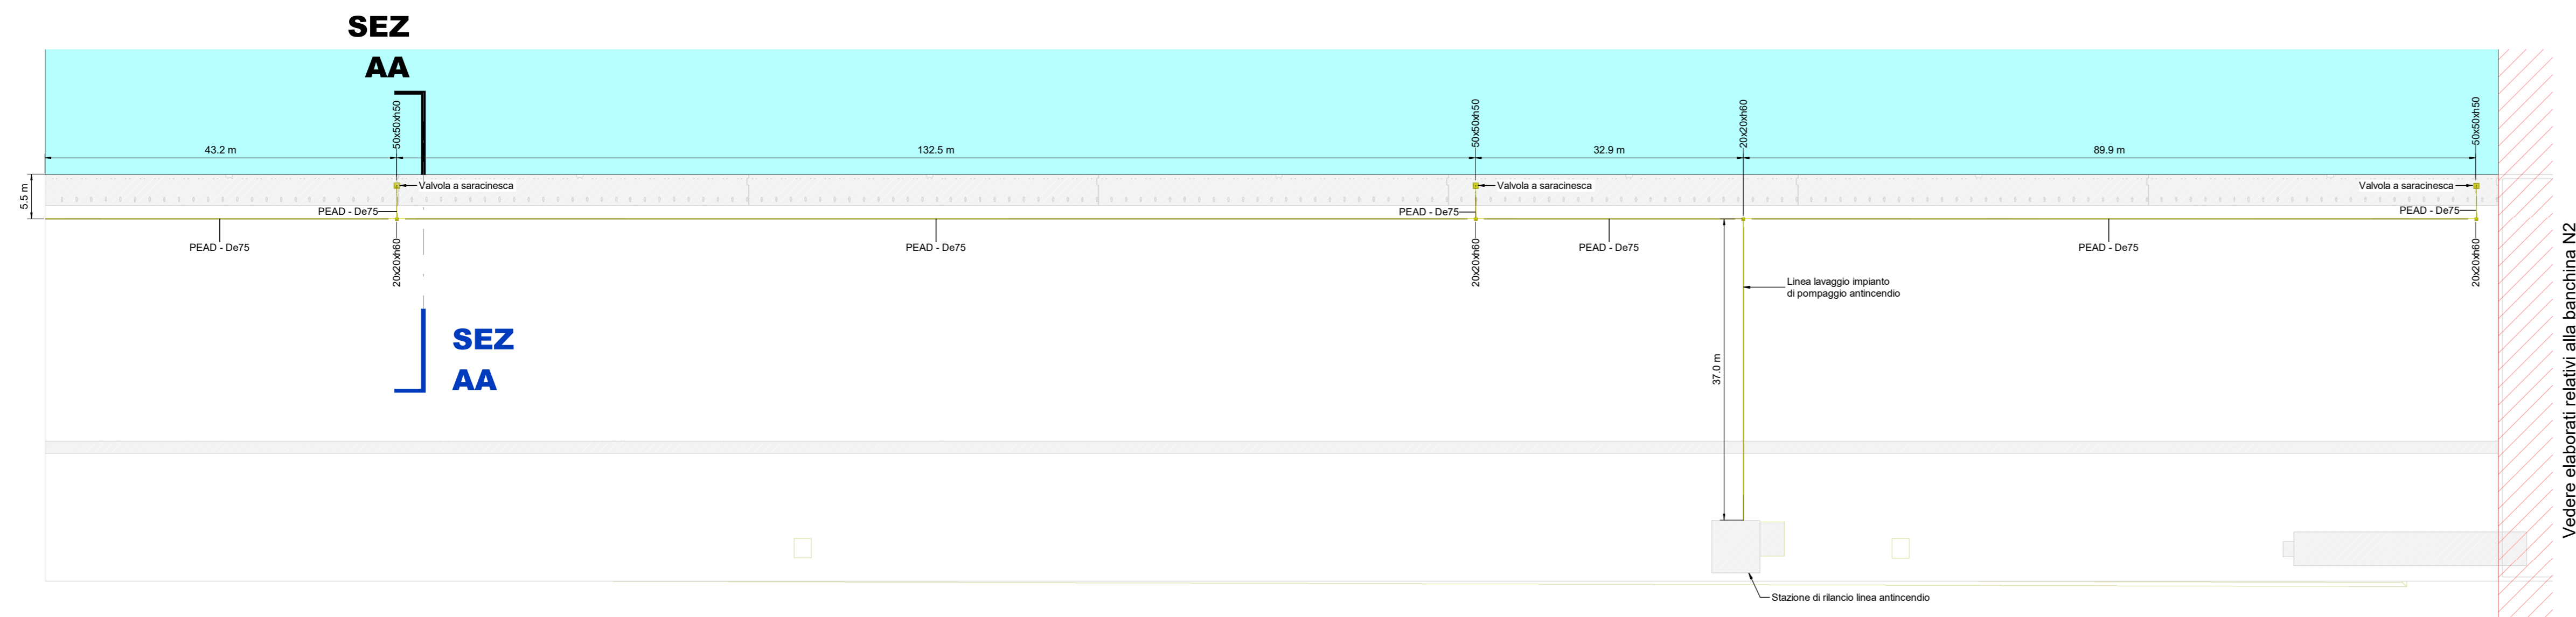 SEZ
AA
50x50xh50
50x50xh50
20x20xh60
50x50xh50
43.2 m
132.5 m
32.9 m
89.9 m
5.5 m
Valvola a saracinesca
Valvola a saracinesca
Valvola a saracinesca
PEAD - De75
PEAD - De75
PEAD - De75
PEAD - De75
PEAD - De75
PEAD - De75
PEAD - De75
20x20xh60
20x20xh60
20x20xh60
Linea lavaggio impianto
di pompaggio antincendio
SEZ
AA
37.0 m
Stazione di rilancio linea antincendio
Vedere elaborati relativi alla banchina N2